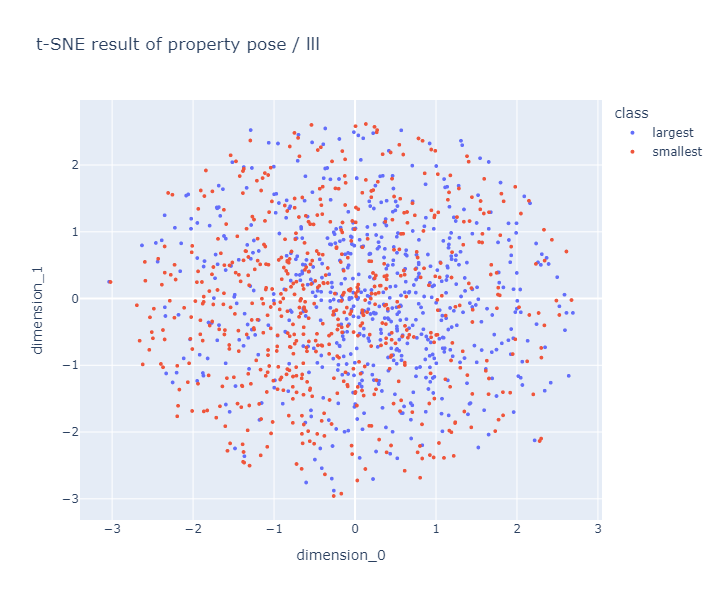 t-SNE result of property pose / lll
class
largest
smallest
dimension_1
2
1
0
−1
−2
−3
−3
−2
−1
0
1
2
3
dimension_0